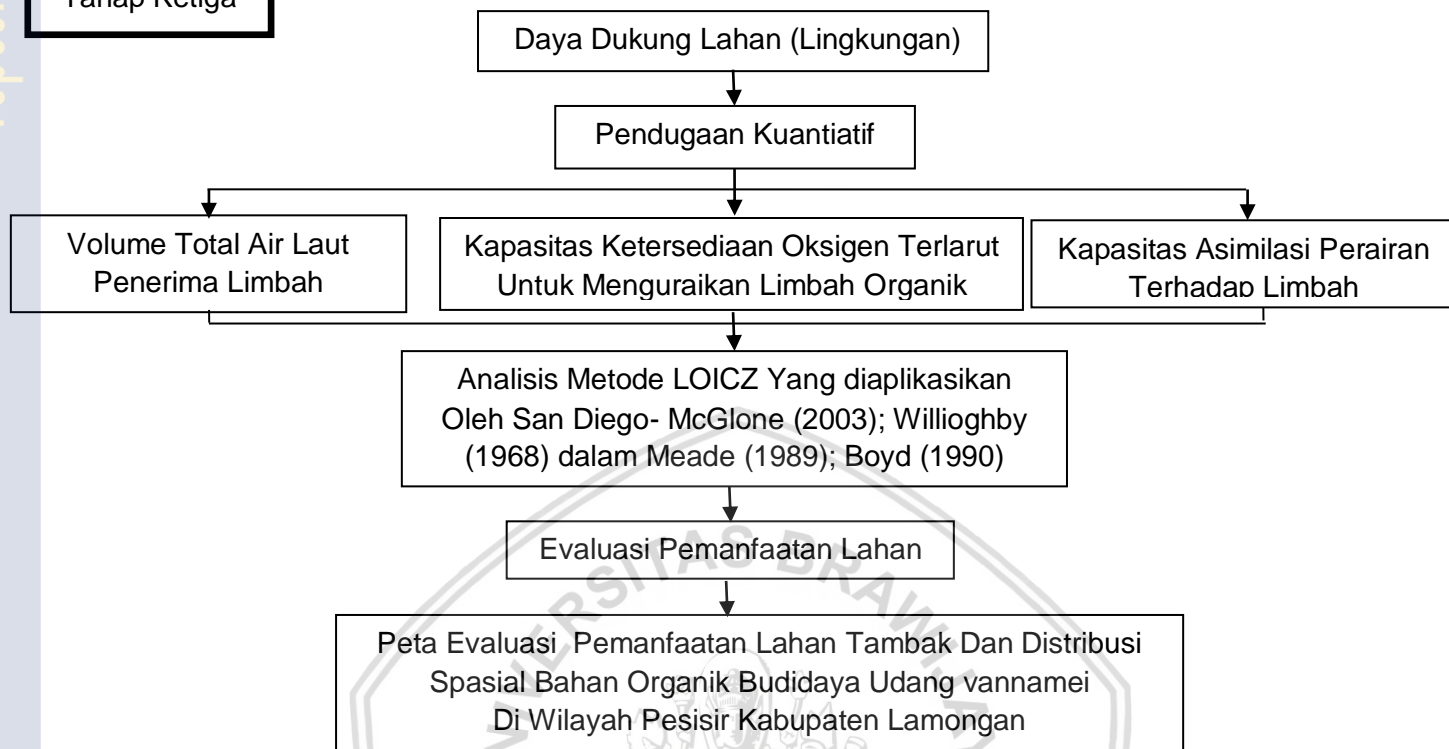 Tahap Ketiga
Daya Dukung Lahan (Lingkungan)
Pendugaan Kuantiatif
Volume Total Air Laut
Penerima Limbah
Kapasitas Ketersediaan Oksigen Terlarut
Untuk Menguraikan Limbah Organik
Kapasitas Asimilasi Perairan
Terhadap Limbah
Analisis Metode LOICZ Yang diaplikasikan
Oleh San Diego- McGlone (2003); Willioghby
(1968) dalam Meade (1989); Boyd (1990)
Evaluasi Pemanfaatan Lahan
Peta Evaluasi Pemanfaatan Lahan Tambak Dan Distribusi
Spasial Bahan Organik Budidaya Udang vannamei
Di Wilayah Pesisir Kabupaten Lamongan